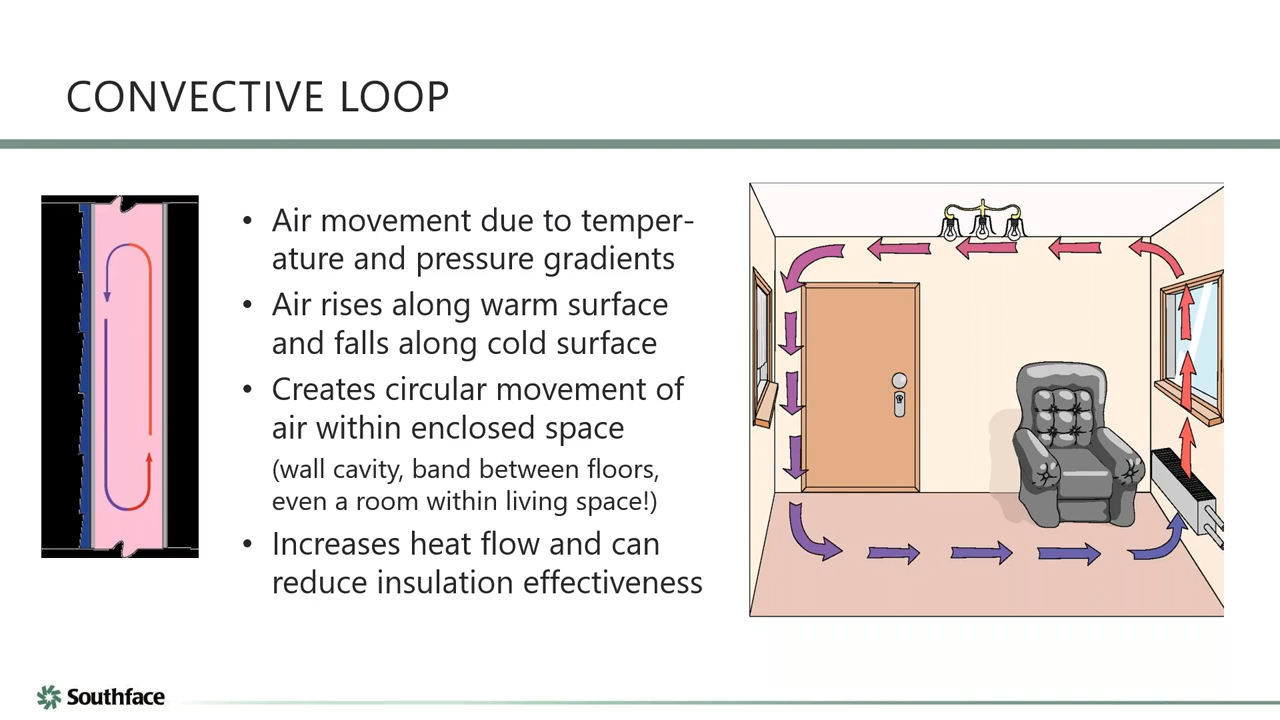 CONVECTIVE LOOP
• Air movement due to temper-
ature and pressure gradients
• Air rises along warm surface
and falls along cold surface
• Creates circular movement of
air within enclosed space
(wall cavity, band between floors,
even a room within living space!)
• Increases heat flow and can
reduce insulation effectiveness
Southface